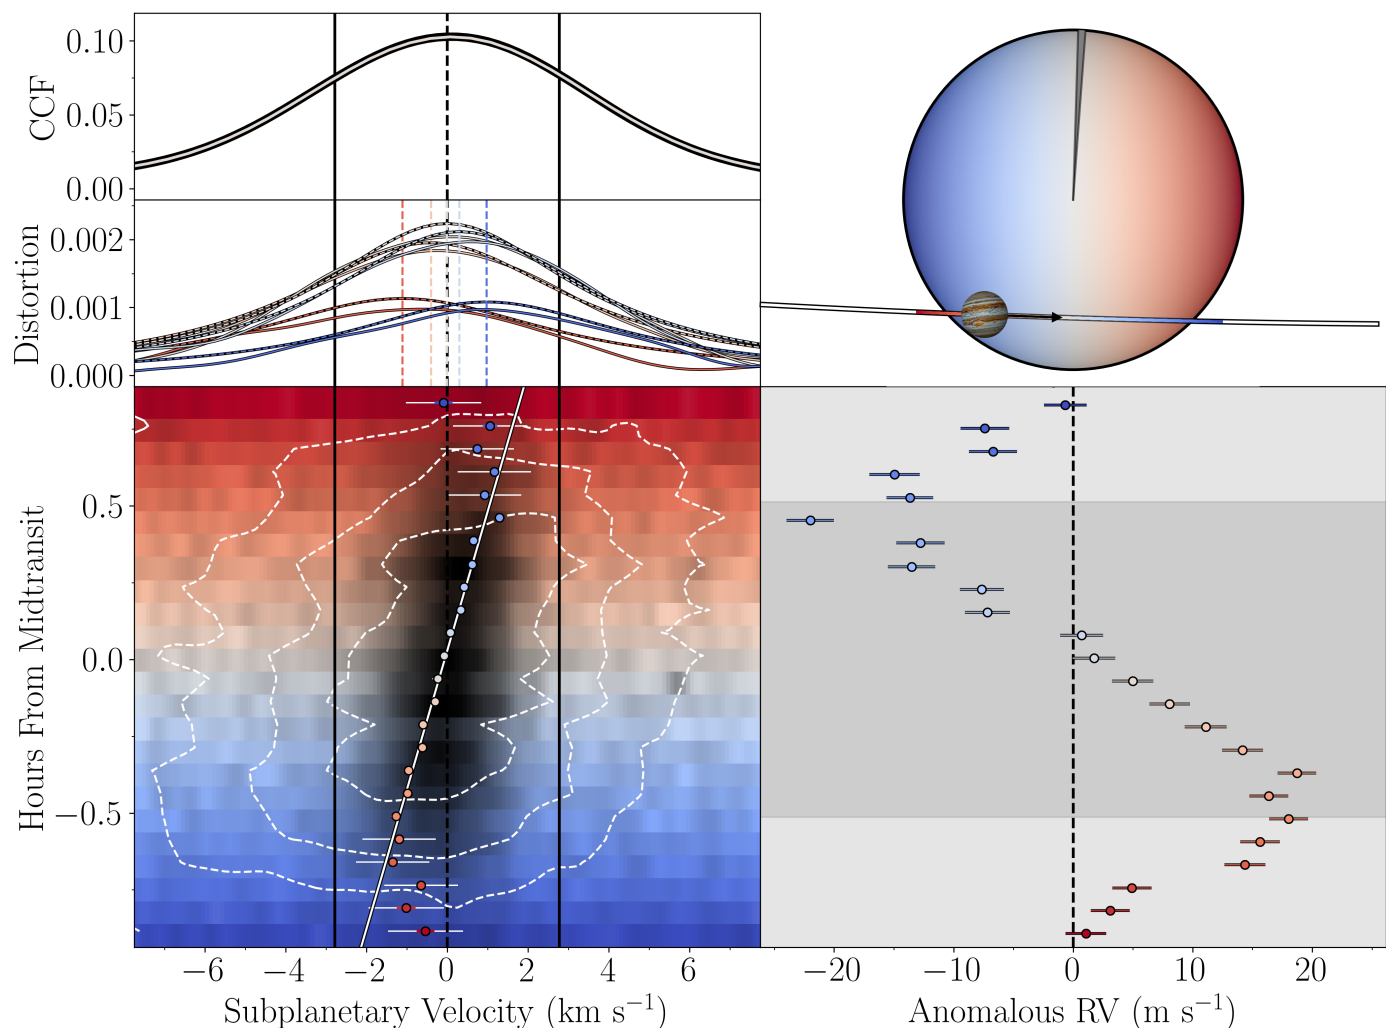 CCF
0.10
0.05
0.00
Distortion
0.002
0.001
0.000
Hours From Midtransit
0.5
0.0
−0.5
−6 −4 −2 0 2 4 6
Subplanetary Velocity (km s⁻¹)
−20 −10 0 10 20
Anomalous RV (m s⁻¹)